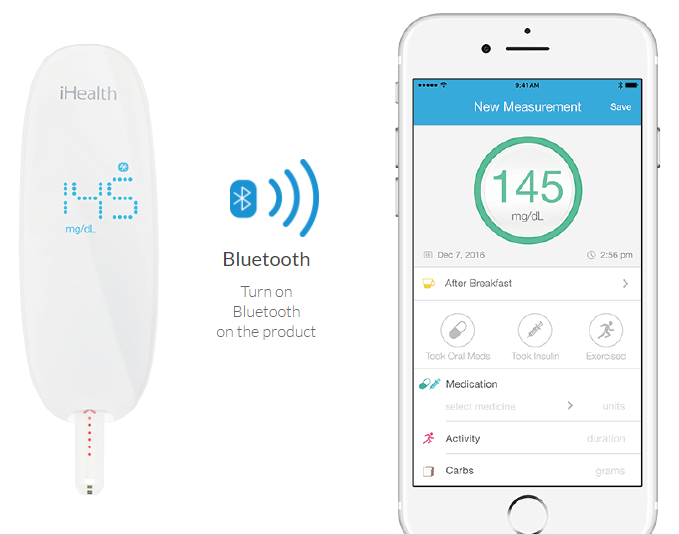 iHealth
145
mg/dL
Bluetooth
Turn on
Bluetooth
on the product
9:41 AM
New Measurement
Save
145
mg/dL
Dec 7, 2016
2:56 pm
After Breakfast
Took Oral Meds
Took Insulin
Exercised
Medication
select medicine
units
Activity
duration
Carbs
grams